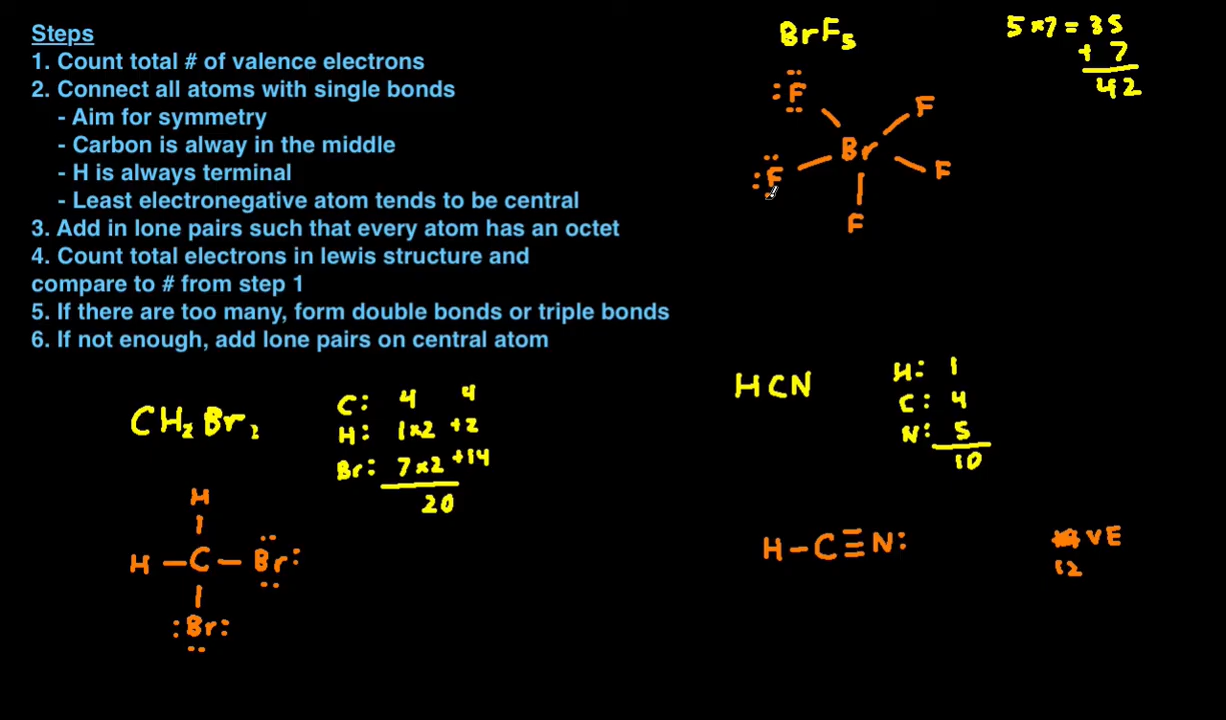 Steps
1. Count total # of valence electrons
2. Connect all atoms with single bonds
- Aim for symmetry
- Carbon is alway in the middle
- H is always terminal
- Least electronegative atom tends to be central
3. Add in lone pairs such that every atom has an octet
4. Count total electrons in lewis structure and
compare to # from step 1
5. If there are too many, form double bonds or triple bonds
6. If not enough, add lone pairs on central atom
BrF5
5×7=35
+ 7
42
F F
Br
F F
F
CH2Br2
C: 4 4
H: 1×2 +2
Br: 7×2 +14
20
H
H – C – Br
Br
HCN
H: 1
C: 4
N: 5
10
H–C≡N:
VE
12